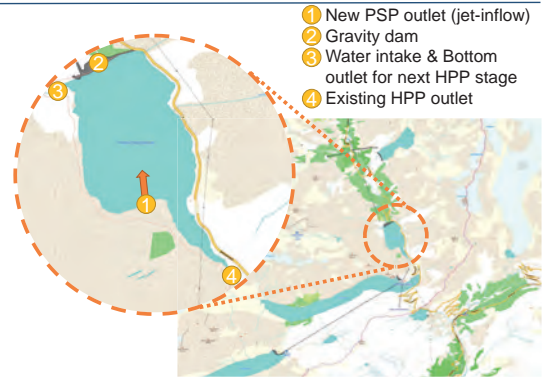 1 New PSP outlet (jet-inflow)
2 Gravity dam
3 Water intake & Bottom
outlet for next HPP stage
4 Existing HPP outlet
2
3
1
4